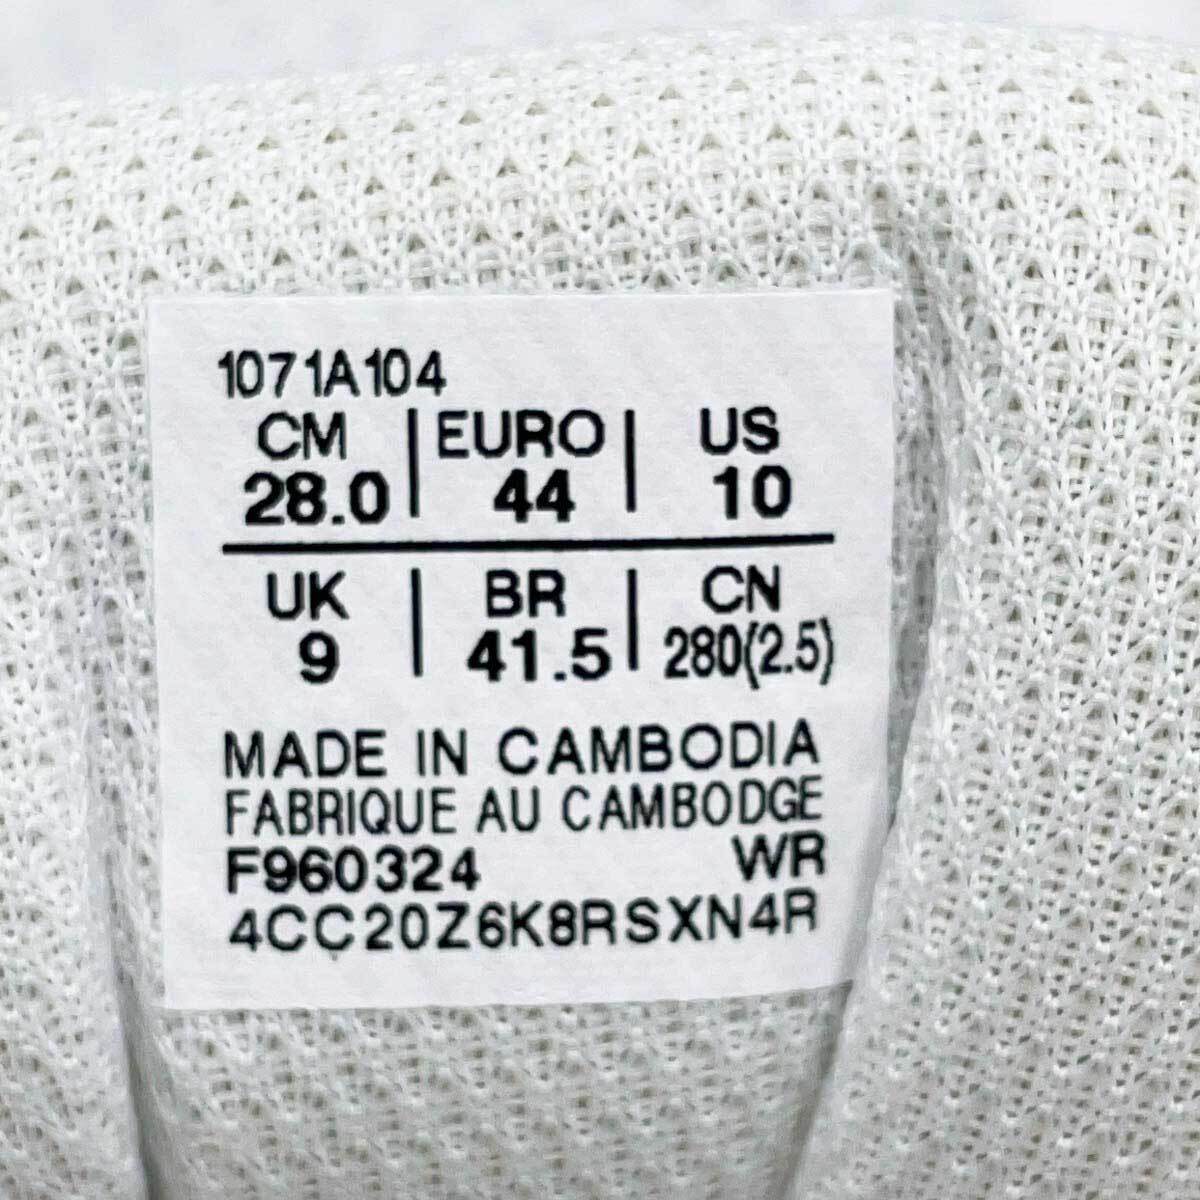 1071A104
CM | EURO | US
28.0 | 44 | 10
UK | BR | CN
9 | 41.5 | 280(2.5)
MADE IN CAMBODIA
FABRIQUE AU CAMBODGE
F960324 WR
4CC20Z6K8RSXN4R